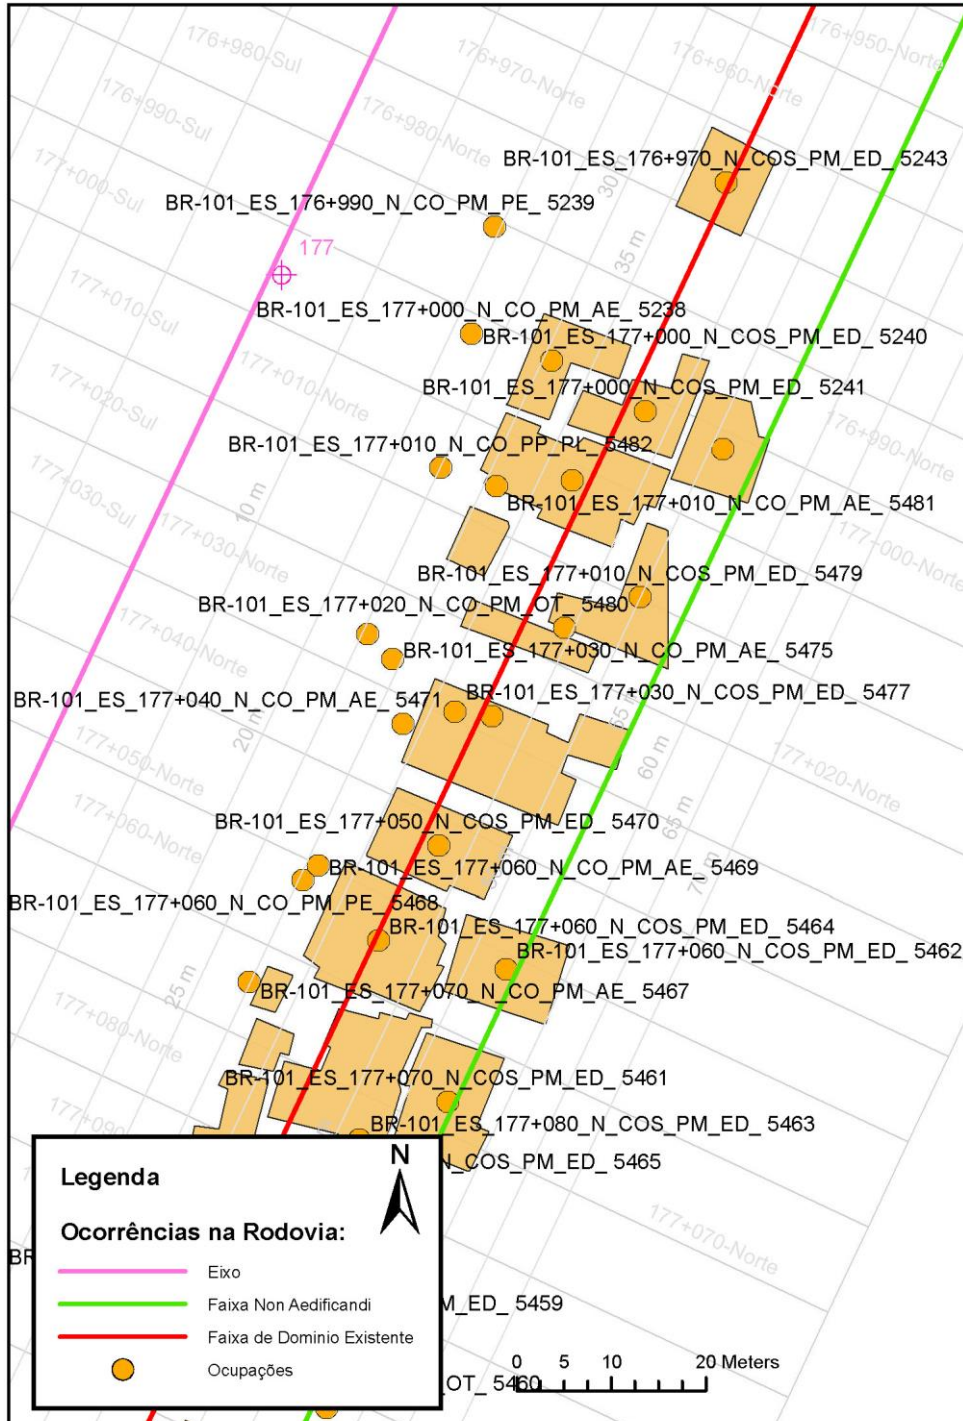 176+950-Norte
176+980-Sul
176+970-Norte
176+960-Norte
176+990-Sul
176+980-Norte
BR-101_ES_176+970_N_COS_PM_ED_ 5243
177+000-Sul
30 m
BR-101_ES_176+990_N_CO_PM_PE_ 5239
177
35 m
177+010-Sul
BR-101_ES_177+000_N_CO_PM_AE_ 5238
BR-101_ES_177+000_N_COS_PM_ED_ 5240
177+020-Sul
177+010-Norte
BR-101_ES_177+000_N_COS_PM_ED_ 5241
176+990-Norte
BR-101_ES_177+010_N_CO_PP_PL_ 5482
177+030-Sul
10 m
BR-101_ES_177+010_N_CO_PM_AE_ 5481
177+030-Norte
177-000-Norte
BR-101_ES_177+010_N_COS_PM_ED_ 5479
BR-101_ES_177+020_N_CO_PM_OT_ 5480
177+040-Norte
BR-101_ES_177+030_N_CO_PM_AE_ 5475
BR-101_ES_177+030_N_COS_PM_ED_ 5477
BR-101_ES_177+040_N_CO_PM_AE_ 5471
55 m
20 m
177+050-Norte
60 m
177+020-Norte
BR-101_ES_177+050_N_COS_PM_ED_ 5470
65 m
177+060-Norte
BR-101_ES_177+060_N_CO_PM_AE_ 5469
70 m
BR-101_ES_177+060_N_CO_PM_PE_ 5468
BR-101_ES_177+060_N_COS_PM_ED_ 5464
BR-101_ES_177+060_N_COS_PM_ED_ 5462
25 m
BR-101_ES_177+070_N_CO_PM_AE_ 5467
177+080-Norte
BR-101_ES_177+070_N_COS_PM_ED_ 5461
177+090
BR-101_ES_177+080_N_COS_PM_ED_ 5463
N_COS_PM_ED_ 5465
177+070-Norte
BR
M_ED_ 5459
_OT_ 5460
N
Legenda
Ocorrências na Rodovia:
Eixo
Faixa Non Aedificandi
Faixa de Dominio Existente
Ocupações
0 5 10 20 Meters